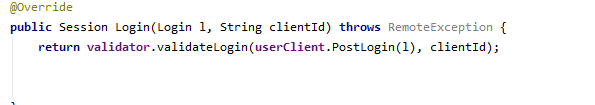 @Override
public Session Login(Login l, String clientId) throws RemoteException {
return validator.validateLogin(userClient.PostLogin(l), clientId);